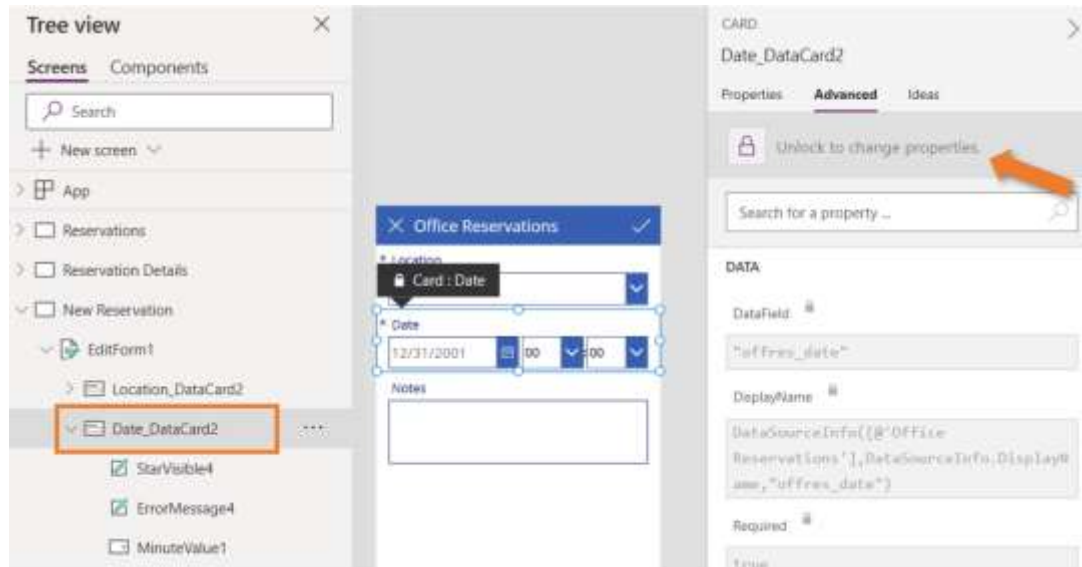 Tree view
Screens Components
Search
New screen
App
Reservations
Reservation Details
New Reservation
EditForm1
Location_DataCard2
Date_DataCard2
StarVisible4
ErrorMessage4
MinuteValue1
Office Reservations
* Location
Card : Date
* Date
12/31/2001 00 : 00
Notes
CARD
Date_DataCard2
Properties Advanced Ideas
Unlock to change properties.
Search for a property ...
DATA
DataField
"offres_date"
DisplayName
DataSourceInfo([@'Office
Reservations'],DataSourceInfo.DisplayN
ame,"offres_date")
Required
true